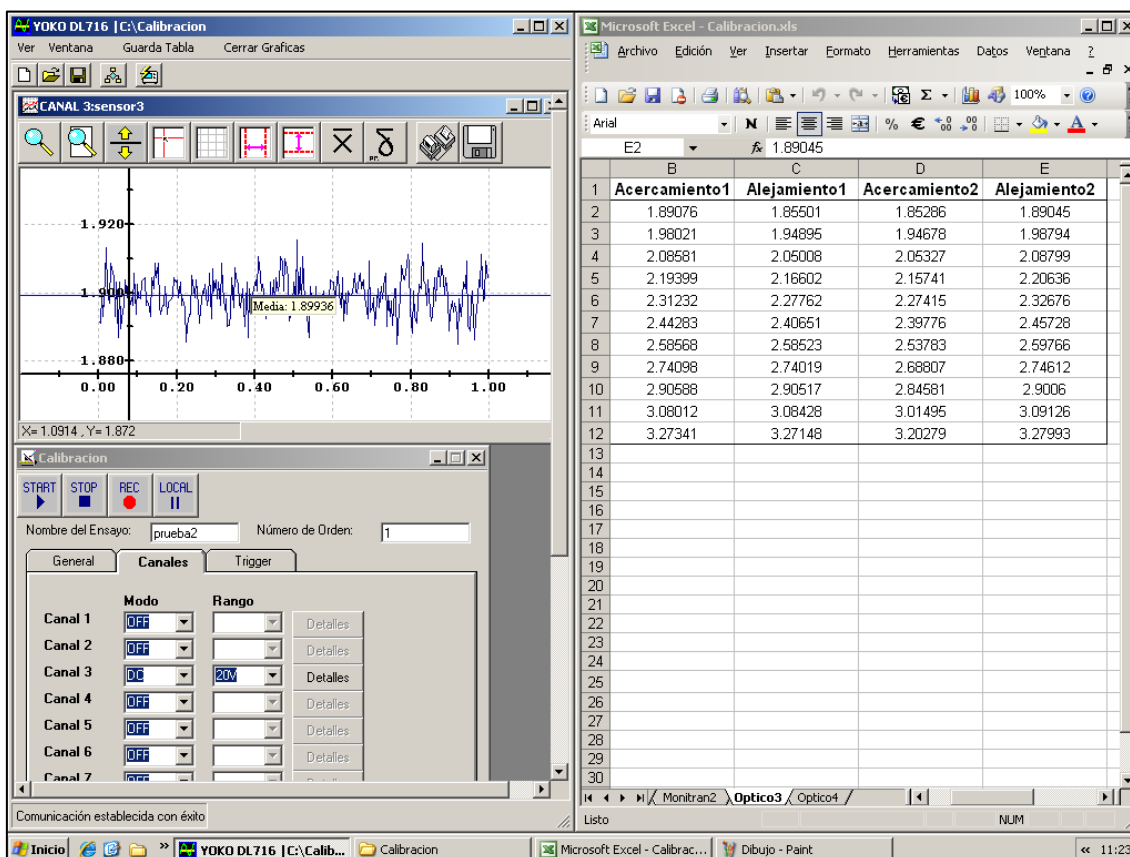 YOKO DL716 | C:\Calibracion
Ver Ventana Guarda Tabla Cerrar Graficas
CANAL 3:sensor3
1.920
1.900
Media: 1.89936
1.880
0.00 0.20 0.40 0.60 0.80 1.00
X= 1.0914 , Y= 1.872
Calibracion
START STOP REC LOCAL
Nombre del Ensayo: prueba2 Número de Orden: 1
General Canales Trigger
Modo Rango
Canal 1 OFF Detalles
Canal 2 OFF Detalles
Canal 3 DC 20V Detalles
Canal 4 OFF Detalles
Canal 5 OFF Detalles
Canal 6 OFF Detalles
Canal 7 OFF
Comunicación establecida con éxito
Microsoft Excel - Calibracion.xls
Archivo Edición Ver Insertar Formato Herramientas Datos Ventana ?
100%
Arial N % €
E2 fx 1.89045
B C D E
1 Acercamiento1 Alejamiento1 Acercamiento2 Alejamiento2
2 1.89076 1.85501 1.85286 1.89045
3 1.98021 1.94895 1.94678 1.98794
4 2.08581 2.05008 2.05327 2.08799
5 2.19399 2.16602 2.15741 2.20636
6 2.31232 2.27762 2.27415 2.32676
7 2.44283 2.40651 2.39776 2.45728
8 2.58568 2.58523 2.53783 2.59766
9 2.74098 2.74019 2.68807 2.74612
10 2.90588 2.90517 2.84581 2.9006
11 3.08012 3.08428 3.01495 3.09126
12 3.27341 3.27148 3.20279 3.27993
13
14
15
16
17
18
19
20
21
22
23
24
25
26
27
28
29
30
Monitran2 Optico3 Optico4
Listo NUM
Inicio » YOKO DL716 | C:\Calib... Calibracion Microsoft Excel - Calibrac... Dibujo - Paint « 11:23